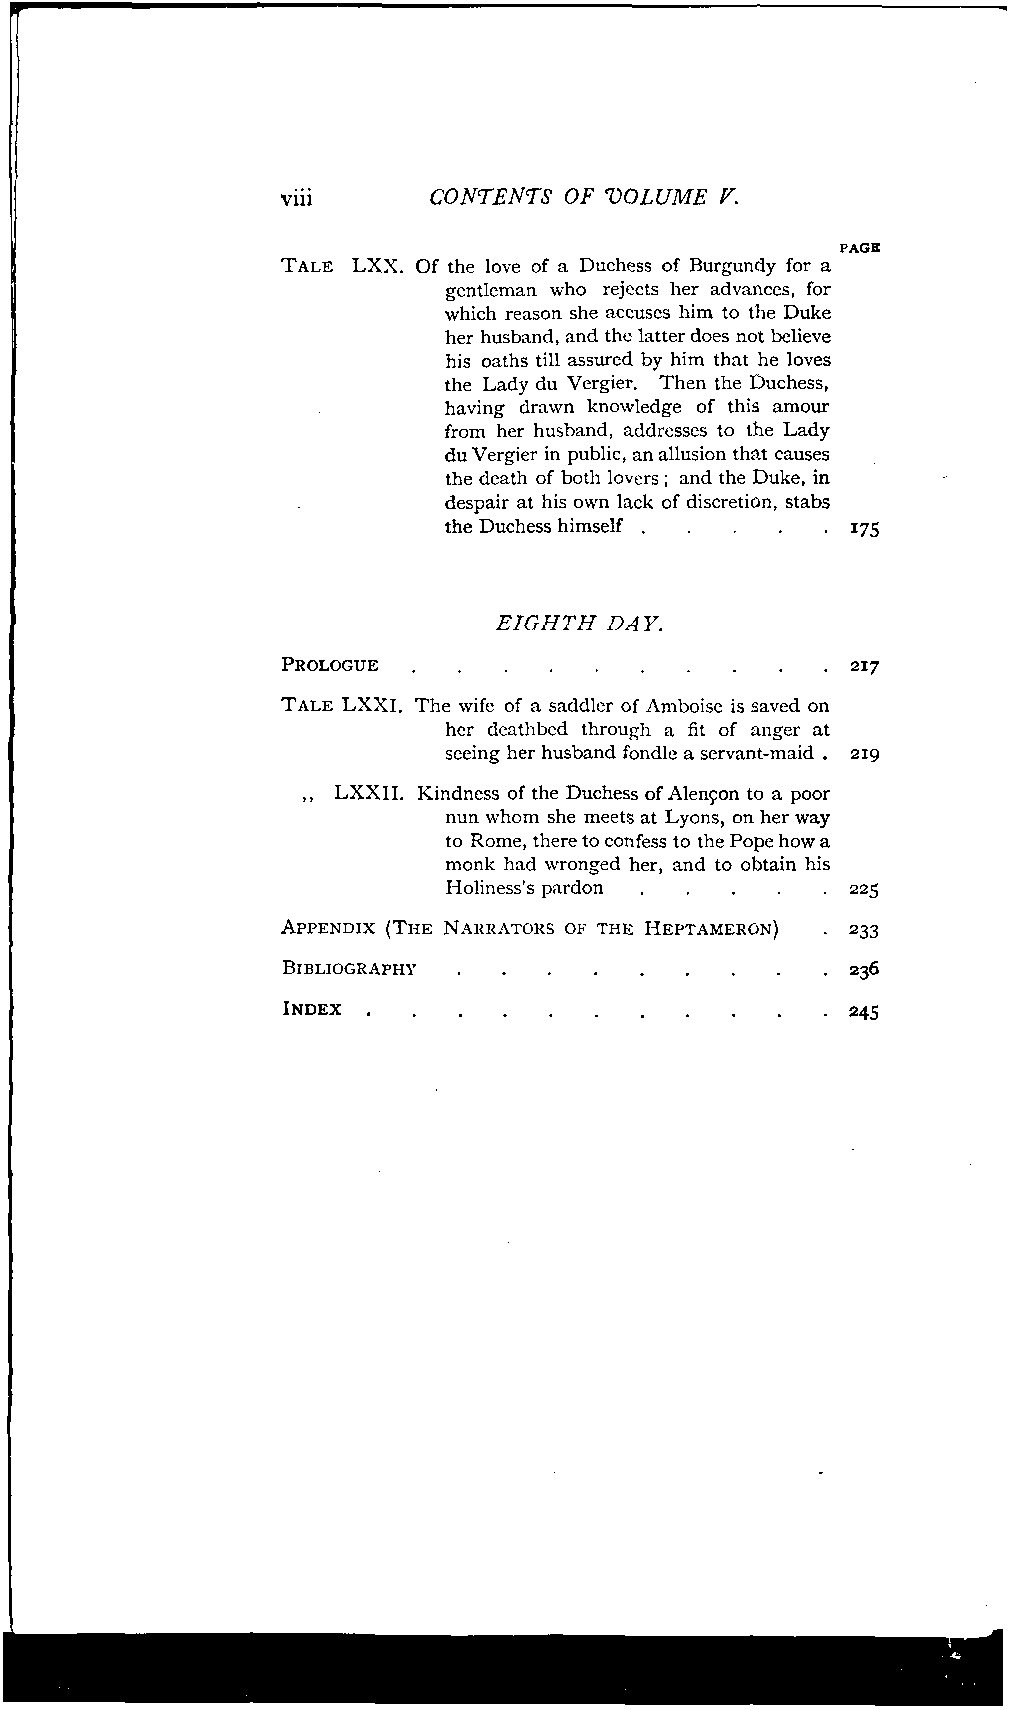 viii CONTENTS OF VOLUME V.
PAGE
TALE LXX. Of the love of a Duchess of Burgundy for a
gentleman who rejects her advances, for
which reason she accuses him to the Duke
her husband, and the latter does not believe
his oaths till assured by him that he loves
the Lady du Vergier. Then the Duchess,
having drawn knowledge of this amour
from her husband, addresses to the Lady
du Vergier in public, an allusion that causes
the death of both lovers; and the Duke, in
despair at his own lack of discretion, stabs
the Duchess himself . . . . . 175
EIGHTH DAY.
PROLOGUE . . . . . . . . . . 217
TALE LXXI. The wife of a saddler of Amboise is saved on
her deathbed through a fit of anger at
seeing her husband fondle a servant-maid . 219
„ LXXII. Kindness of the Duchess of Alençon to a poor
nun whom she meets at Lyons, on her way
to Rome, there to confess to the Pope how a
monk had wronged her, and to obtain his
Holiness's pardon . . . . . 225
APPENDIX (THE NARRATORS OF THE HEPTAMERON) . 233
BIBLIOGRAPHY . . . . . . . . . 236
INDEX . . . . . . . . . . . 245